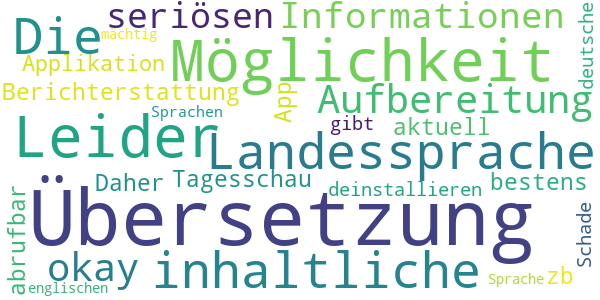 Die mächtig seriösen Informationen deutsche
Applikation Möglichkeit
Berichterstattung App Aufbereitung
Sprachen gibt aktuell
Leider Landessprache
Daher Tagesschau deinstallieren bestens
abrufbar Übersetzung Schade
okay inhaltliche zb
englischen Sprache